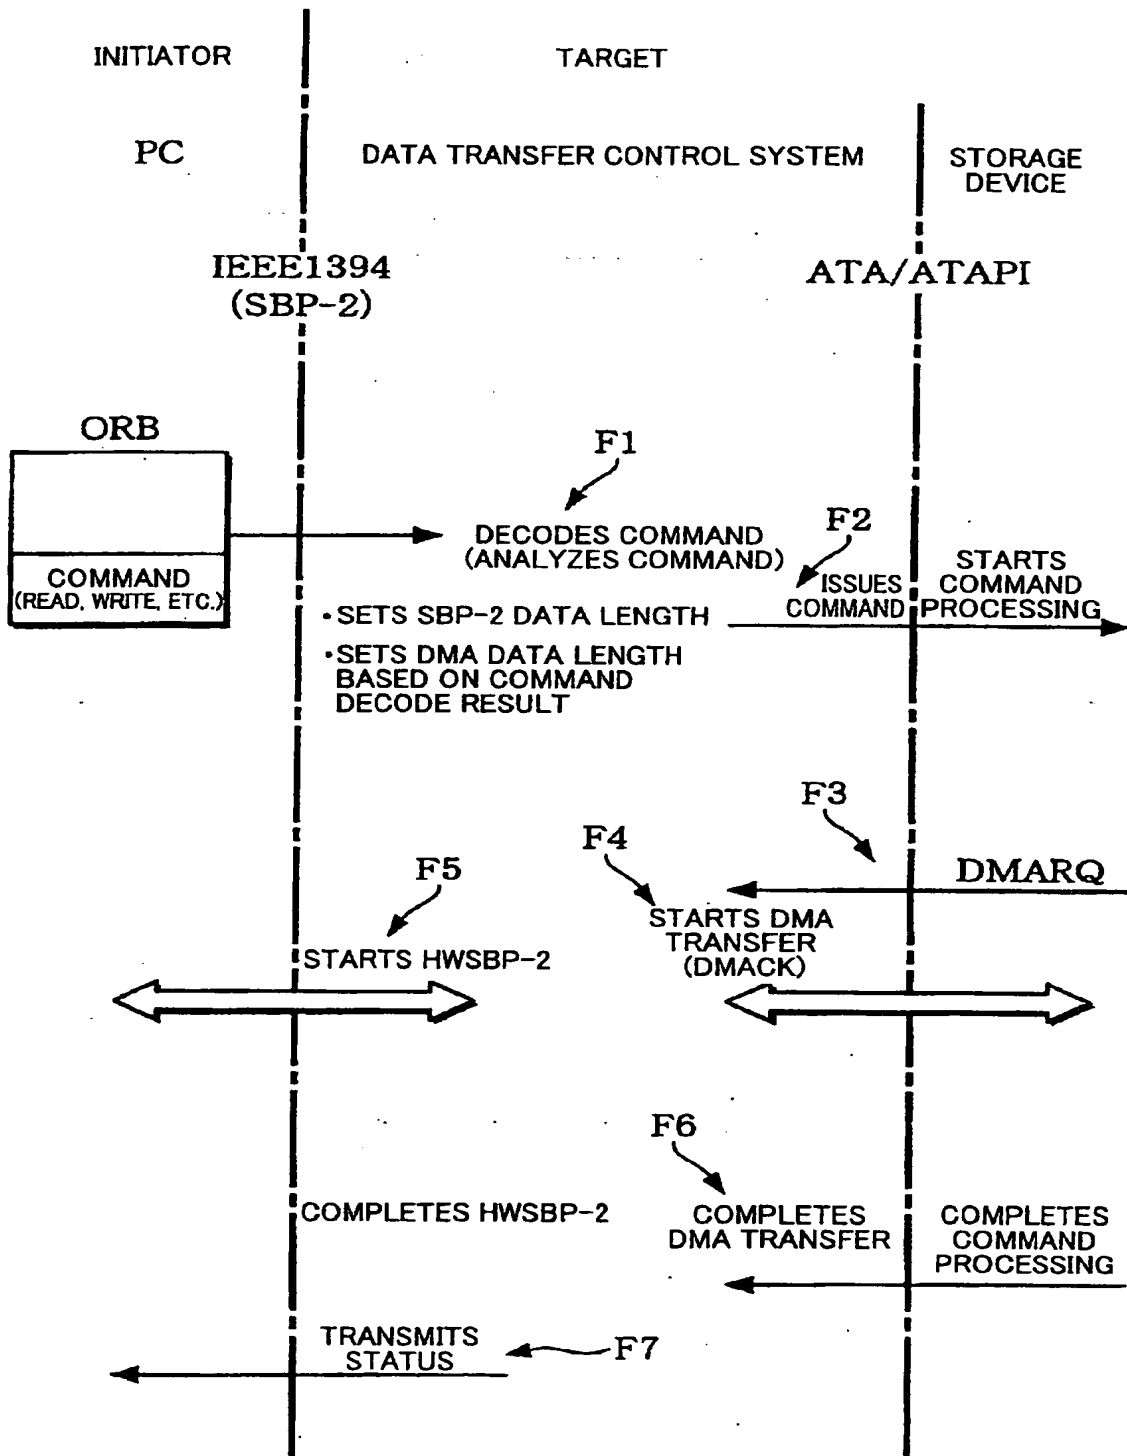 INITIATOR
TARGET
PC
DATA TRANSFER CONTROL SYSTEM
STORAGE
DEVICE
IEEE1394
(SBP-2)
ATA/ATAPI
ORB
COMMAND
(READ, WRITE, ETC.)
F1
DECODES COMMAND
(ANALYZES COMMAND)
・SETS SBP-2 DATA LENGTH
・SETS DMA DATA LENGTH
BASED ON COMMAND
DECODE RESULT
F2
ISSUES
COMMAND
STARTS
COMMAND
PROCESSING
F3
DMARQ
F4
STARTS DMA
TRANSFER
(DMACK)
F5
STARTS HWSBP-2
F6
COMPLETES HWSBP-2
COMPLETES
DMA TRANSFER
COMPLETES
COMMAND
PROCESSING
TRANSMITS
STATUS
F7